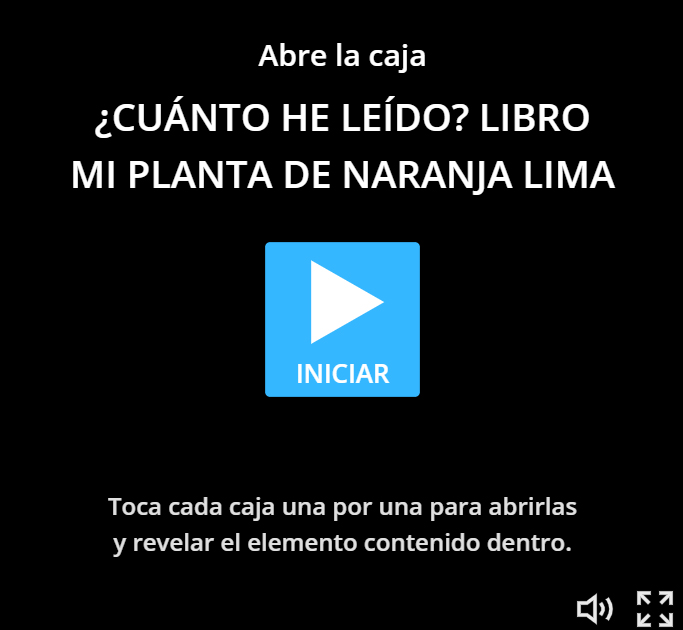 Abre la caja
¿CUÁNTO HE LEÍDO? LIBRO
MI PLANTA DE NARANJA LIMA
INICIAR
Toca cada caja una por una para abrirlas
y revelar el elemento contenido dentro.